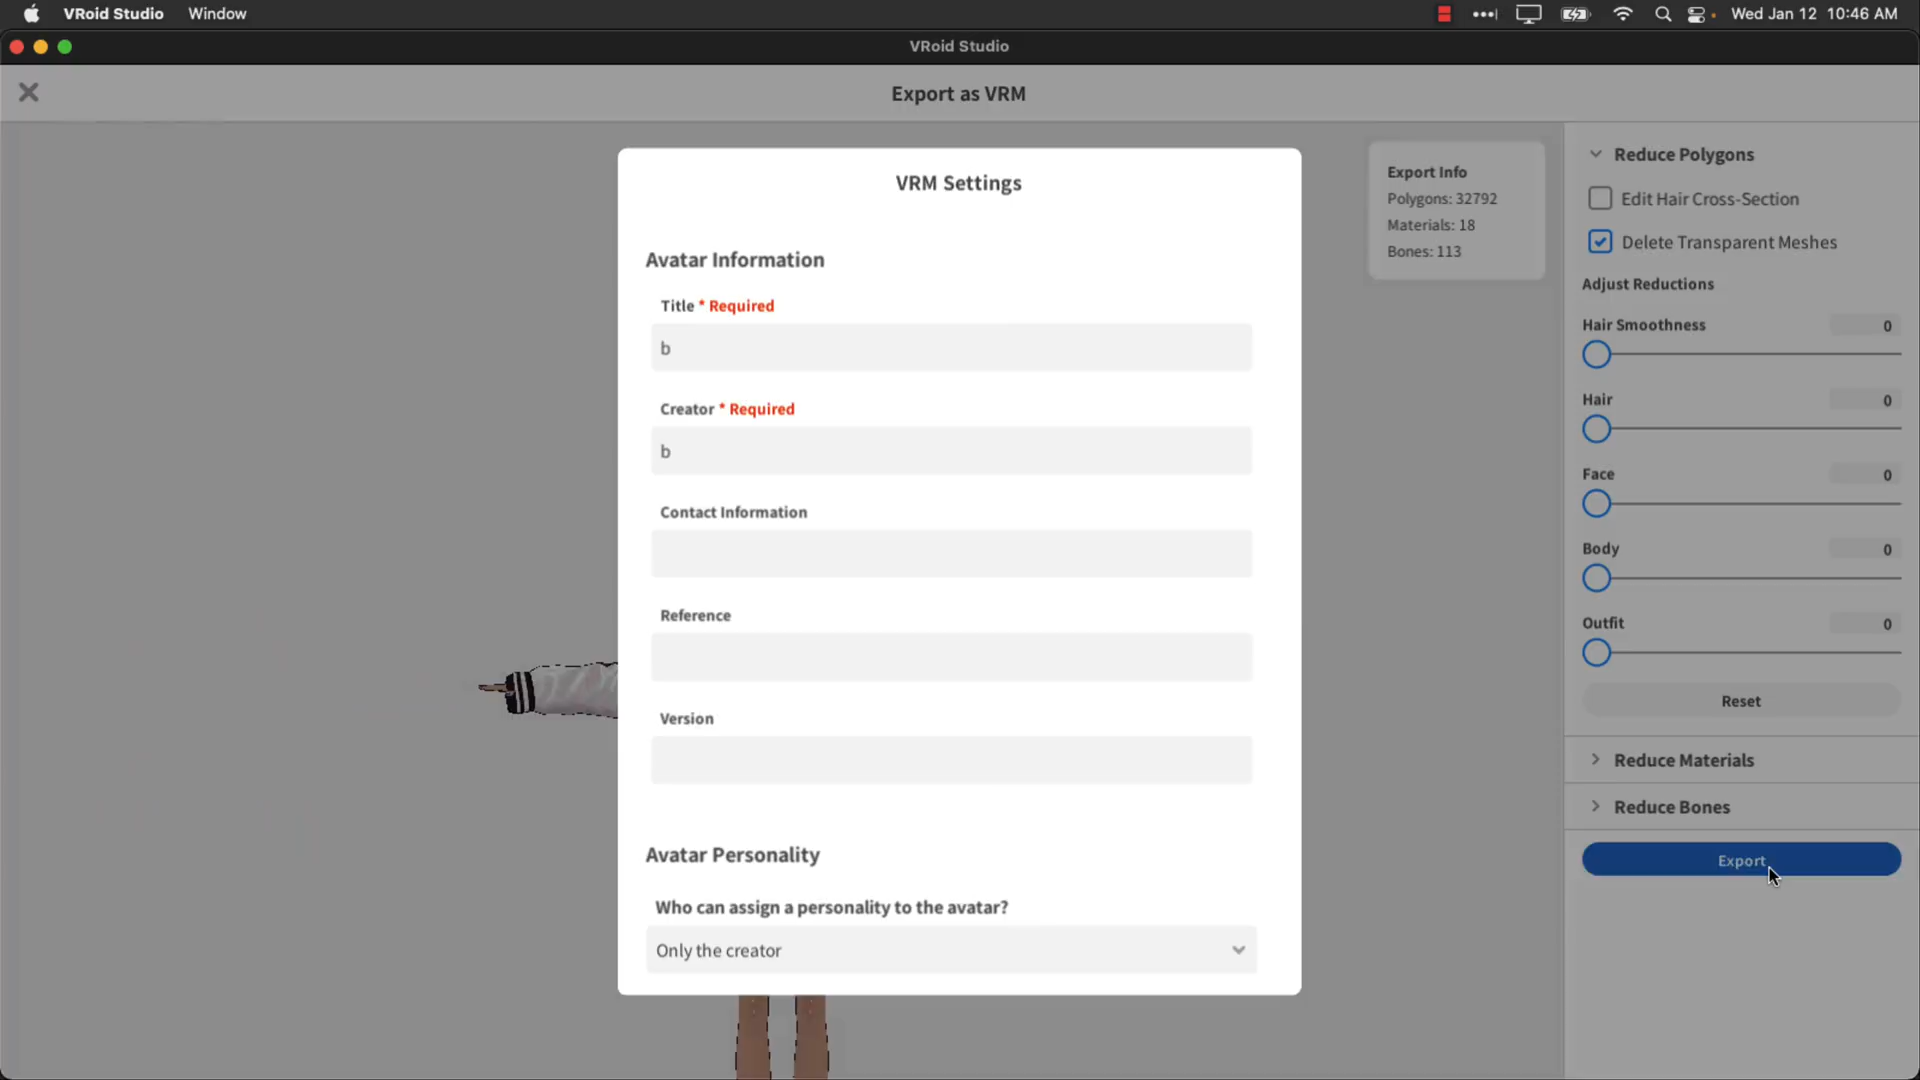 VRoid Studio Window
Wed Jan 12 10:46 AM
VRoid Studio
Export as VRM
VRM Settings
Avatar Information
Title * Required
b
Creator * Required
b
Contact Information
Reference
Version
Avatar Personality
Who can assign a personality to the avatar?
Only the creator
Export Info
Polygons: 32792
Materials: 18
Bones: 113
Reduce Polygons
Edit Hair Cross-Section
Delete Transparent Meshes
Adjust Reductions
Hair Smoothness 0
Hair 0
Face 0
Body 0
Outfit 0
Reset
Reduce Materials
Reduce Bones
Export